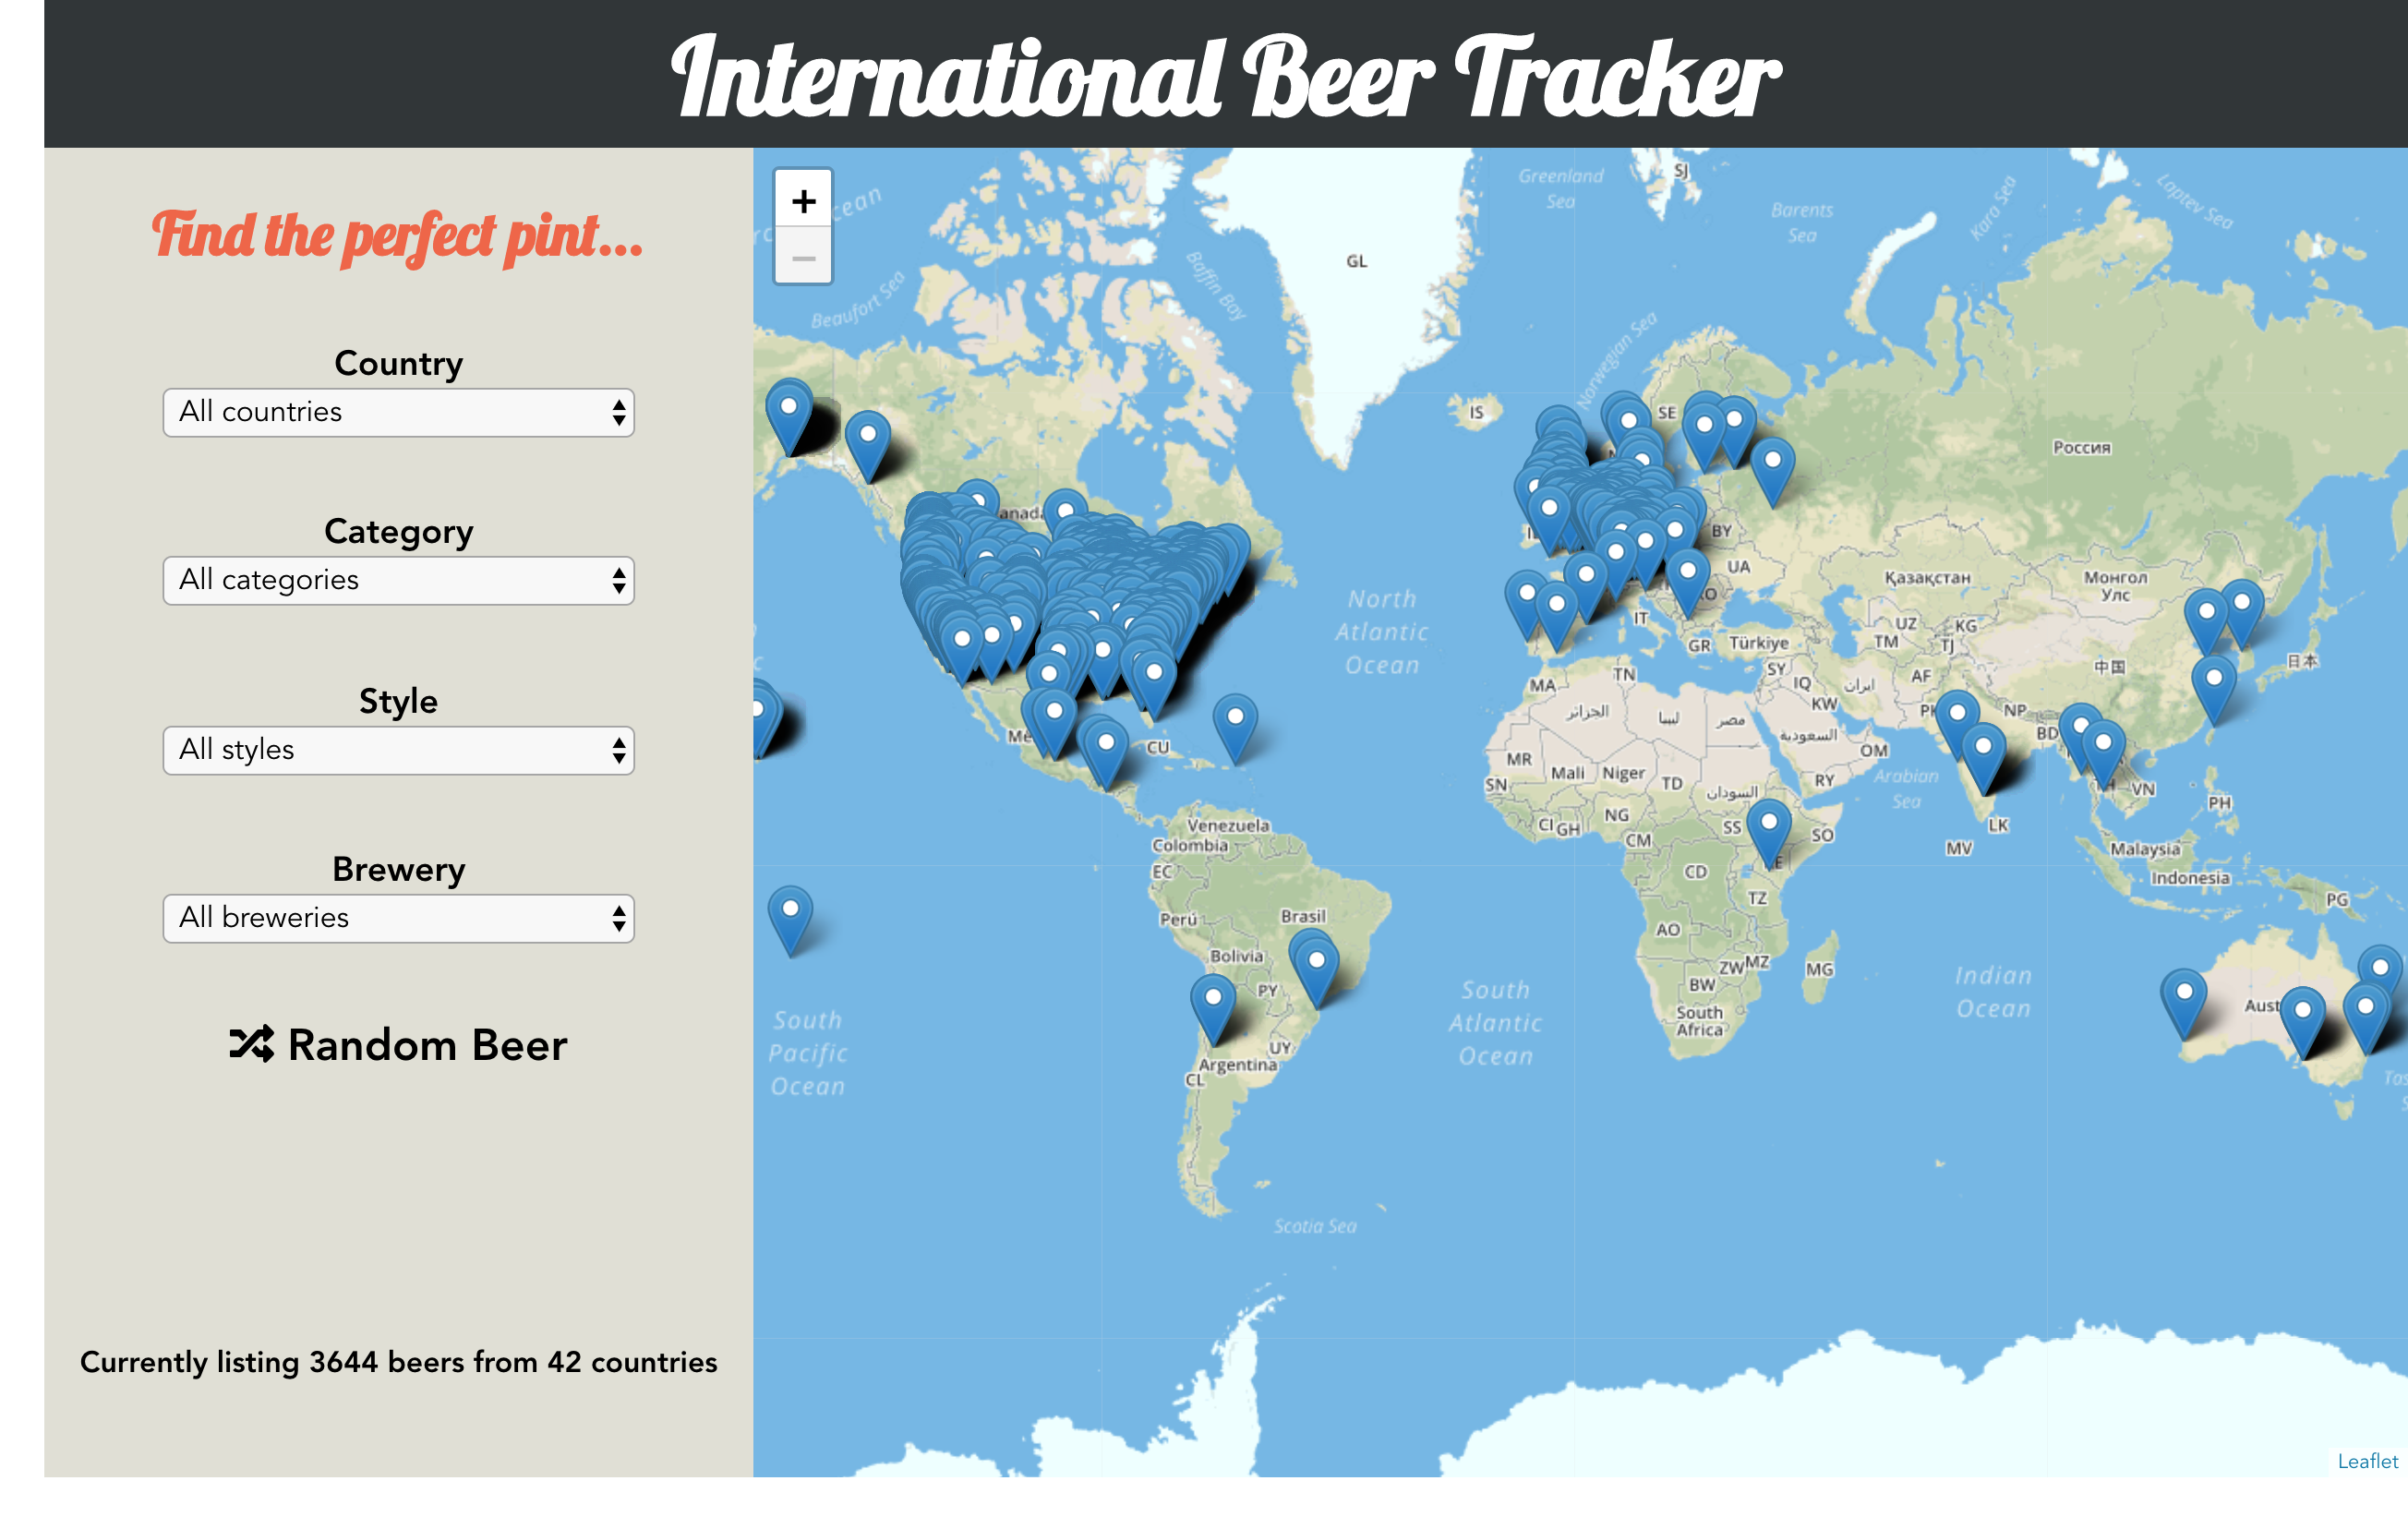 International Beer Tracker
Find the perfect pint...
Country
All countries
Category
All categories
Style
All styles
Brewery
All breweries
Random Beer
Currently listing 3644 beers from 42 countries
+
−
Beaufort Sea
Baffin Bay
GL
Greenland
Sea
SJ
Barents
Sea
Kara Sea
Laptev Sea
Norwegian Sea
IS
SE
Россия
BY
UA
Қазақстан
Монгол
Улс
North
Atlantic
Ocean
IT
GR
Türkiye
UZ
KG
TM
TJ
中国
日本
MA
TN
SY
IQ
ایران
AF
KW
الجزائر
ليبيا
مصر
السعودية
NP
BD
OM
CU
MR
Mali
Niger
TD
السودان
RY
Arabian
Sea
SN
VN
PH
CI
GH
NG
CM
SS
SO
LK
MV
Venezuela
Colombia
EC
Malaysia
Indonesia
CD
TZ
PG
Perú
Brasil
AO
Bolivia
ZW
MZ
MG
PY
BW
South
Africa
Indian
Ocean
South
Atlantic
Ocean
South
Pacific
Ocean
UY
Argentina
CL
Scotia Sea
Leaflet